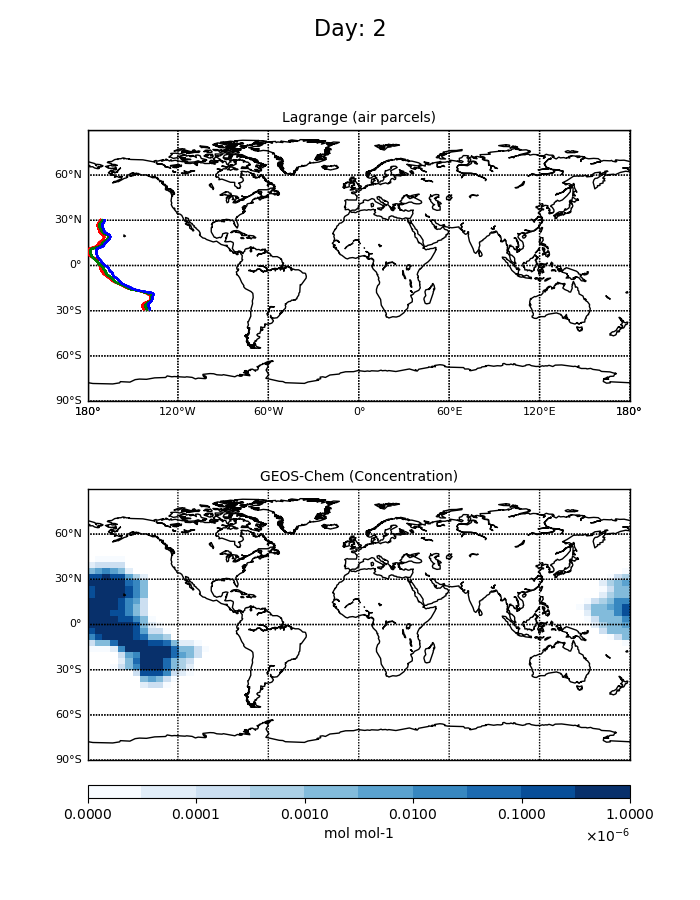 Day: 2
Lagrange (air parcels)
60°N
30°N
0°
30°S
60°S
90°S
180° 120°W 60°W 0° 60°E 120°E 180°
GEOS-Chem (Concentration)
60°N
30°N
0°
30°S
60°S
90°S
0.0000 0.0001 0.0010 0.0100 0.1000 1.0000
mol mol-1 ×10⁻⁶